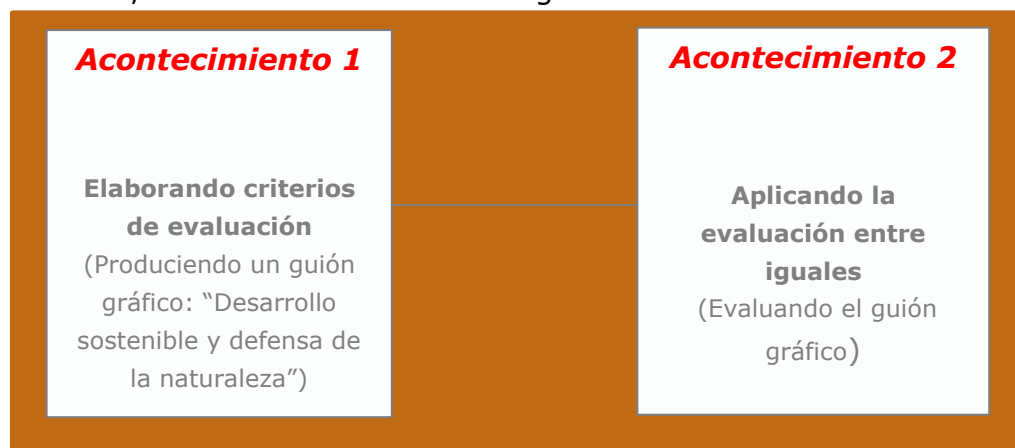 Acontecimiento 1
Elaborando criterios
de evaluación
(Produciendo un guión
gráfico: “Desarrollo
sostenible y defensa de
la naturaleza”)
Acontecimiento 2
Aplicando la
evaluación entre
iguales
(Evaluando el guión
gráfico)